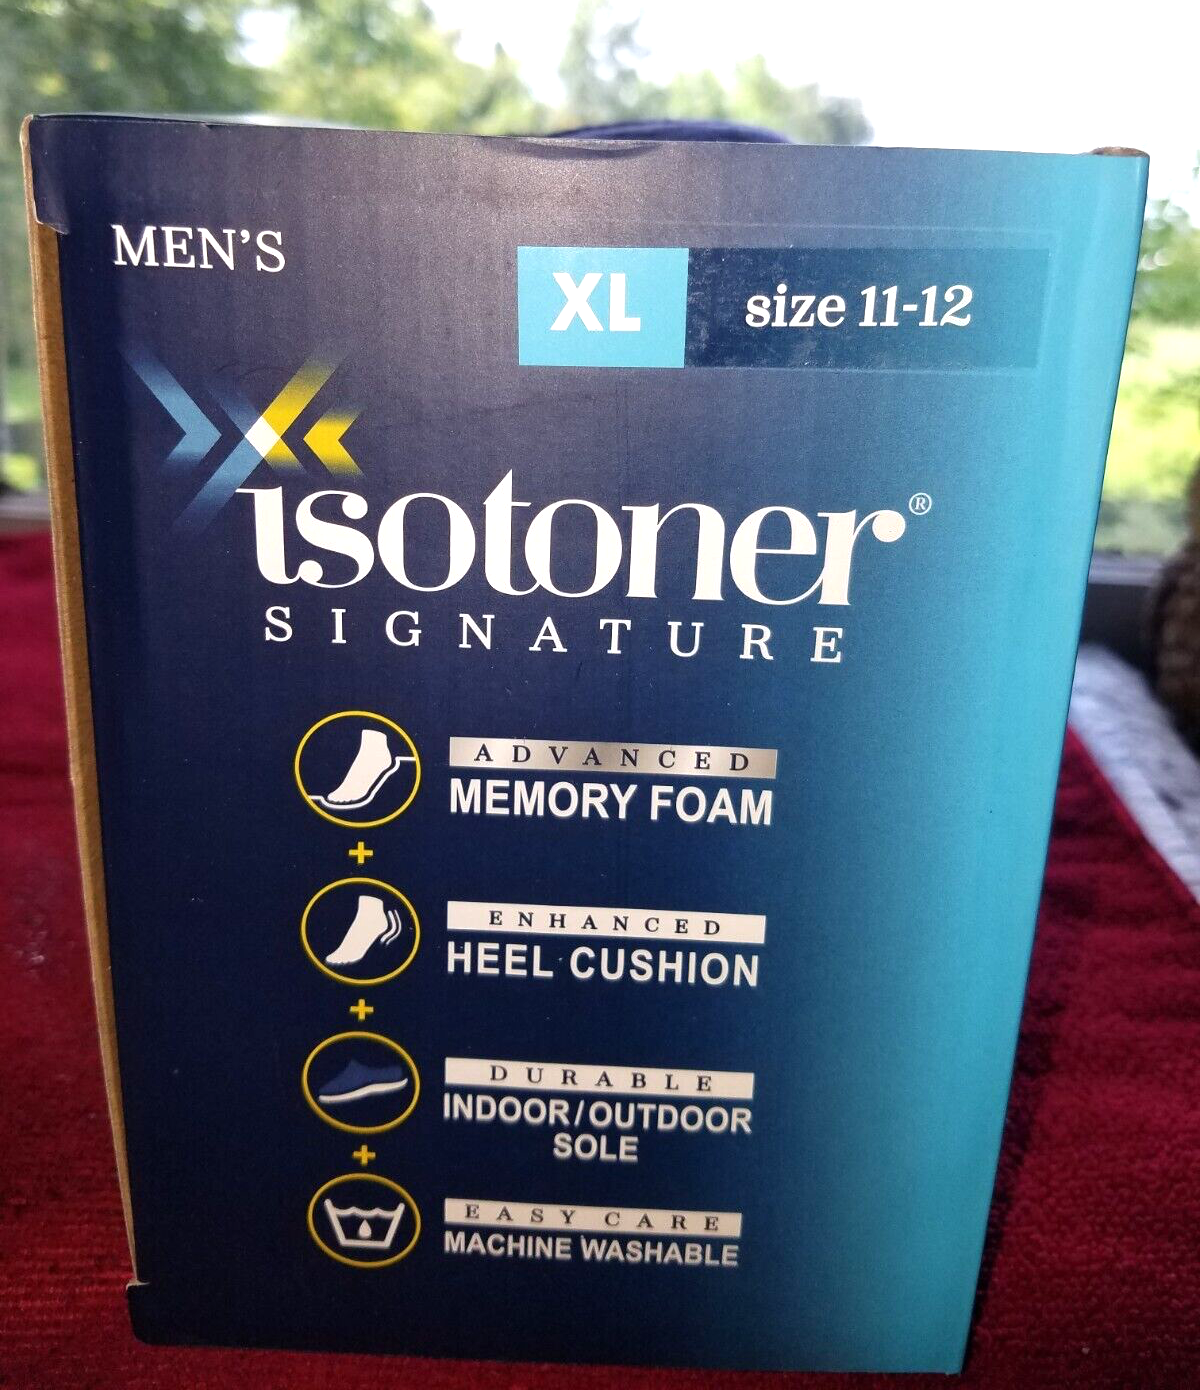 MEN'S
XL size 11-12
isotoner®
SIGNATURE
ADVANCED
MEMORY FOAM
+
ENHANCED
HEEL CUSHION
+
DURABLE
INDOOR/OUTDOOR
SOLE
+
EASY CARE
MACHINE WASHABLE